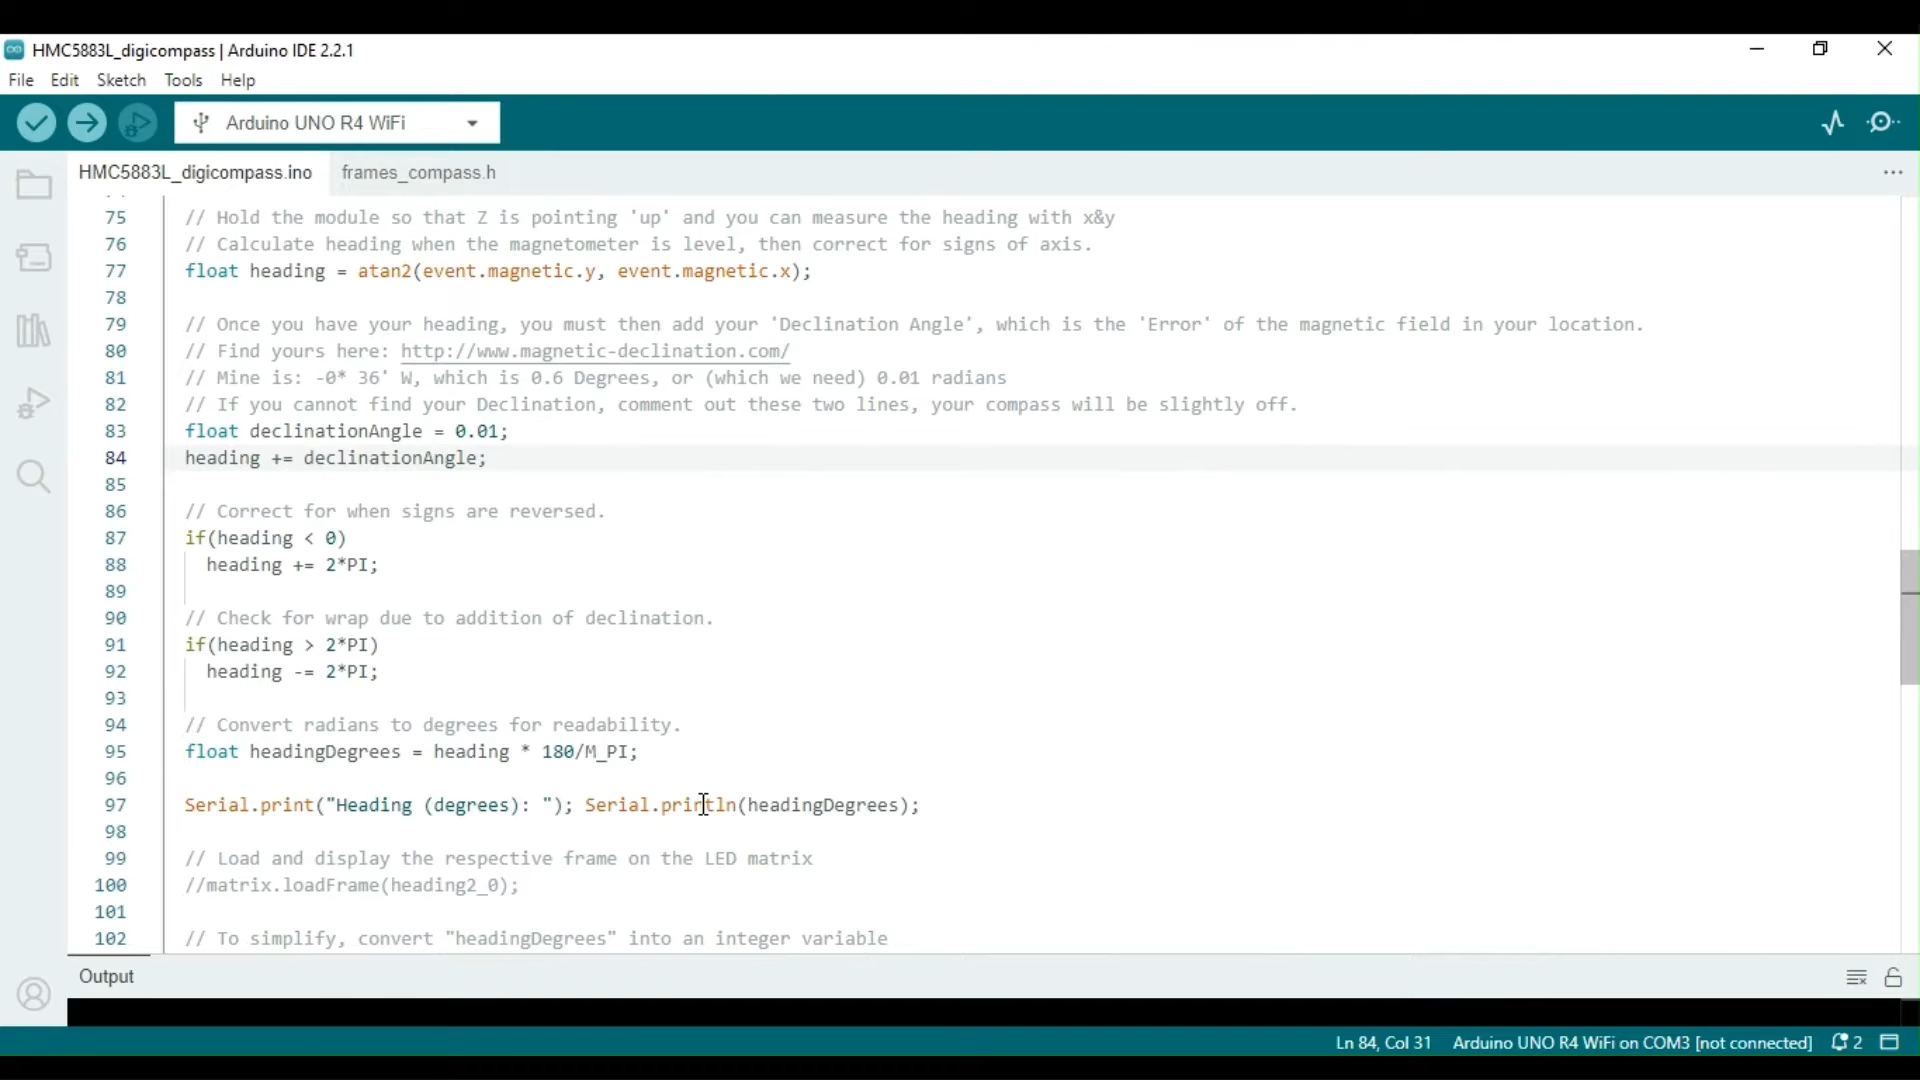 HMC5883L_digicompass | Arduino IDE 2.2.1
File Edit Sketch Tools Help
Arduino UNO R4 WiFi
HMC5883L_digicompass.ino frames_compass.h
75 // Hold the module so that Z is pointing 'up' and you can measure the heading with x&y
76 // Calculate heading when the magnetometer is level, then correct for signs of axis.
77 float heading = atan2(event.magnetic.y, event.magnetic.x);
78
79 // Once you have your heading, you must then add your 'Declination Angle', which is the 'Error' of the magnetic field in your location.
80 // Find yours here: http://www.magnetic-declination.com/
81 // Mine is: -0* 36' W, which is 0.6 Degrees, or (which we need) 0.01 radians
82 // If you cannot find your Declination, comment out these two lines, your compass will be slightly off.
83 float declinationAngle = 0.01;
84 heading += declinationAngle;
85
86 // Correct for when signs are reversed.
87 if(heading < 0)
88 heading += 2*PI;
89
90 // Check for wrap due to addition of declination.
91 if(heading > 2*PI)
92 heading -= 2*PI;
93
94 // Convert radians to degrees for readability.
95 float headingDegrees = heading * 180/M_PI;
96
97 Serial.print("Heading (degrees): "); Serial.println(headingDegrees);
98
99 // Load and display the respective frame on the LED matrix
100 //matrix.loadFrame(heading2_0);
101
102 // To simplify, convert "headingDegrees" into an integer variable
Output
Ln 84, Col 31 Arduino UNO R4 WiFi on COM3 [not connected] 2